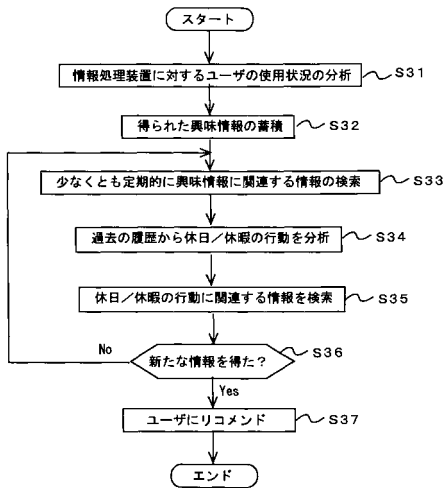 スタート
情報処理装置に対するユーザの使用状況の分析 S31
得られた興味情報の蓄積 S32
少なくとも定期的に興味情報に関連する情報の検索 S33
過去の履歴から休日/休暇の行動を分析 S34
休日/休暇の行動に関連する情報を検索 S35
新たな情報を得た? S36
No
Yes
ユーザにリコメンド S37
エンド